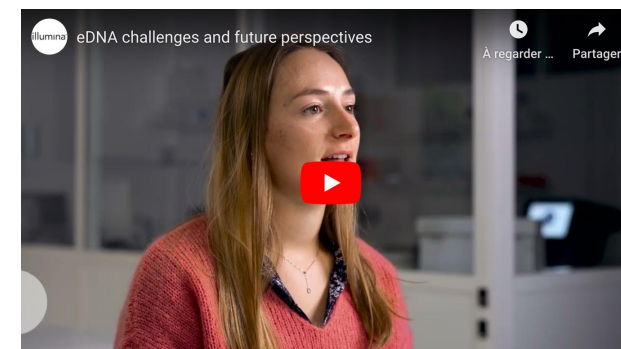 illumina
eDNA challenges and future perspectives
À regarder ...
Partager